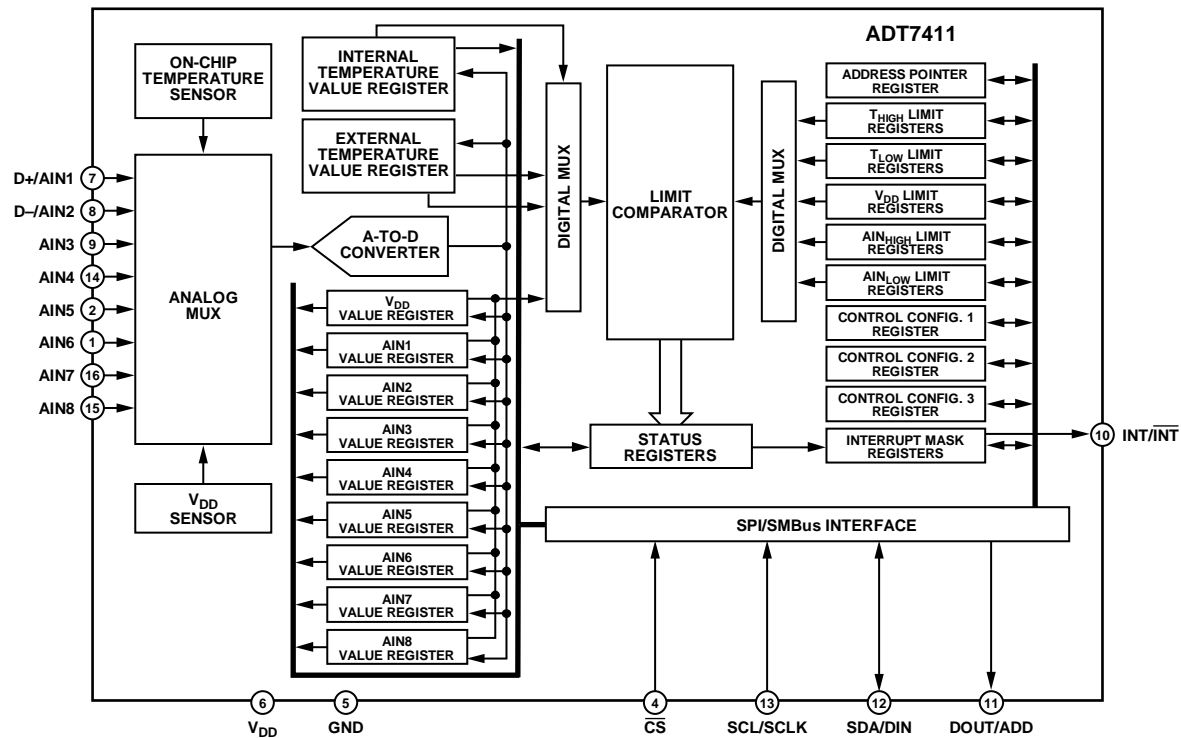 ADT7411
ON-CHIP
TEMPERATURE
SENSOR
INTERNAL
TEMPERATURE
VALUE REGISTER
EXTERNAL
TEMPERATURE
VALUE REGISTER
A-TO-D
CONVERTER
ANALOG
MUX
VDD
SENSOR
D+/AIN1
7
D–/AIN2
8
AIN3
9
AIN4
14
AIN5
2
AIN6
1
AIN7
16
AIN8
15
VDD
VALUE REGISTER
AIN1
VALUE REGISTER
AIN2
VALUE REGISTER
AIN3
VALUE REGISTER
AIN4
VALUE REGISTER
AIN5
VALUE REGISTER
AIN6
VALUE REGISTER
AIN7
VALUE REGISTER
AIN8
VALUE REGISTER
DIGITAL MUX
LIMIT
COMPARATOR
DIGITAL MUX
STATUS
REGISTERS
ADDRESS POINTER
REGISTER
THIGH LIMIT
REGISTERS
TLOW LIMIT
REGISTERS
VDD LIMIT
REGISTERS
AINHIGH LIMIT
REGISTERS
AINLOW LIMIT
REGISTERS
CONTROL CONFIG. 1
REGISTER
CONTROL CONFIG. 2
REGISTER
CONTROL CONFIG. 3
REGISTER
INTERRUPT MASK
REGISTERS
10
INT/INT
SPI/SMBus INTERFACE
6
VDD
5
GND
4
CS
13
SCL/SCLK
12
SDA/DIN
11
DOUT/ADD